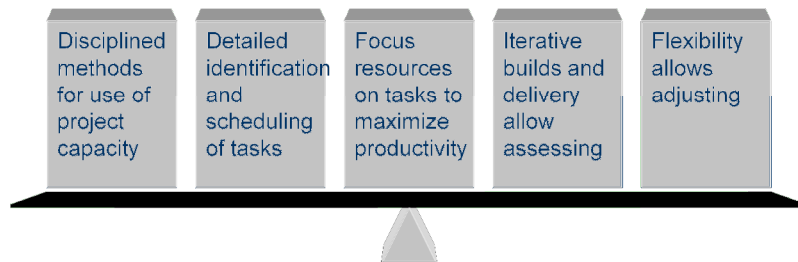 Disciplined
methods
for use of
project
capacity
Detailed
identification
and
scheduling
of tasks
Focus
resources
on tasks to
maximize
productivity
Iterative
builds and
delivery
allow
assessing
Flexibility
allows
adjusting